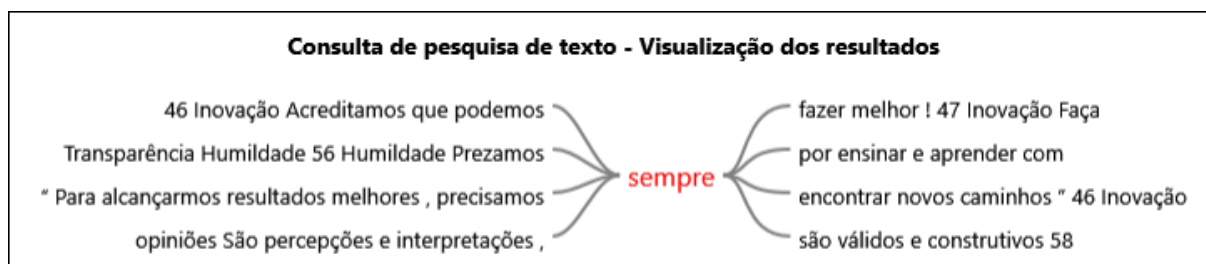 Consulta de pesquisa de texto - Visualização dos resultados
46 Inovação Acreditamos que podemos
Transparência Humildade 56 Humildade Prezamos
" Para alcançarmos resultados melhores , precisamos
opiniões São percepções e interpretações ,
sempre
fazer melhor ! 47 Inovação Faça
por ensinar e aprender com
encontrar novos caminhos " 46 Inovação
são válidos e construtivos 58